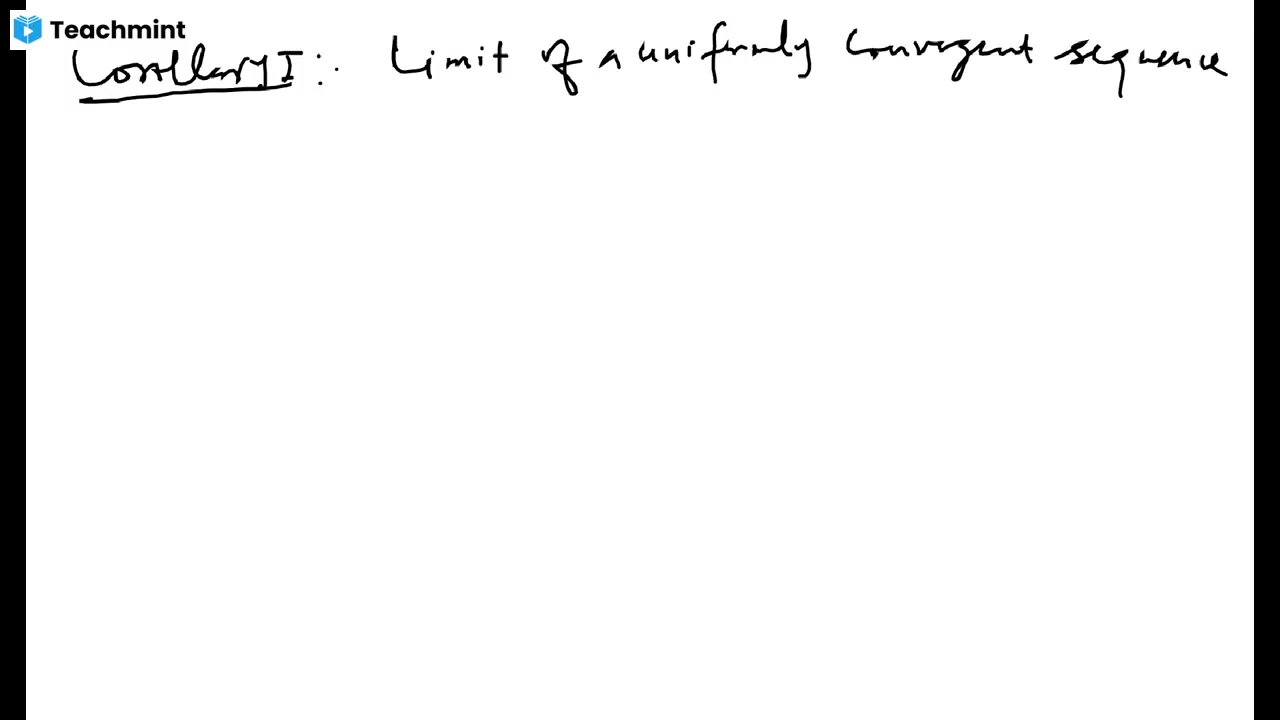 Teachmint
Corollary I :- Limit of a uniformly convergent sequence